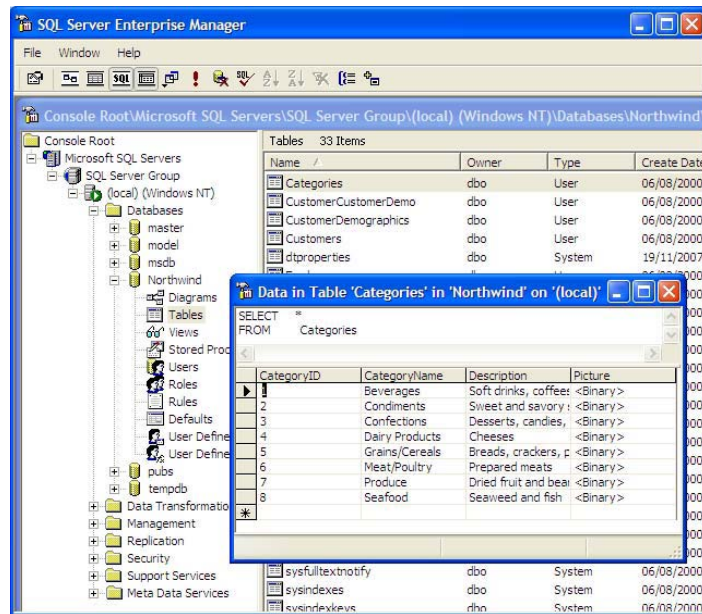 SQL Server Enterprise Manager
File Window Help
SQL SQL
Console Root\Microsoft SQL Servers\SQL Server Group\(local) (Windows NT)\Databases\Northwind\
Console Root
Microsoft SQL Servers
SQL Server Group
(local) (Windows NT)
Databases
master
model
msdb
Northwind
Diagrams
Tables
Views
Stored Proc
Users
Roles
Rules
Defaults
User Define
User Define
pubs
tempdb
Data Transformatio
Management
Replication
Security
Support Services
Meta Data Services
Tables 33 Items
Name Owner Type Create Date
Categories dbo User 06/08/2000
CustomerCustomerDemo dbo User 06/08/2000
CustomerDemographics dbo User 06/08/2000
Customers dbo User 06/08/2000
dtproperties dbo System 19/11/2007
Data in Table 'Categories' in 'Northwind' on '(local)'
SELECT *
FROM Categories
CategoryID CategoryName Description Picture
1 Beverages Soft drinks, coffees <Binary>
2 Condiments Sweet and savory s <Binary>
3 Confections Desserts, candies, <Binary>
4 Dairy Products Cheeses <Binary>
5 Grains/Cereals Breads, crackers, p <Binary>
6 Meat/Poultry Prepared meats <Binary>
7 Produce Dried fruit and bear <Binary>
8 Seafood Seaweed and fish <Binary>
sysfulltextnotify dbo System 06/08/2000
sysindexes dbo System 06/08/2000
sysindexkeys dbo System 06/08/2000